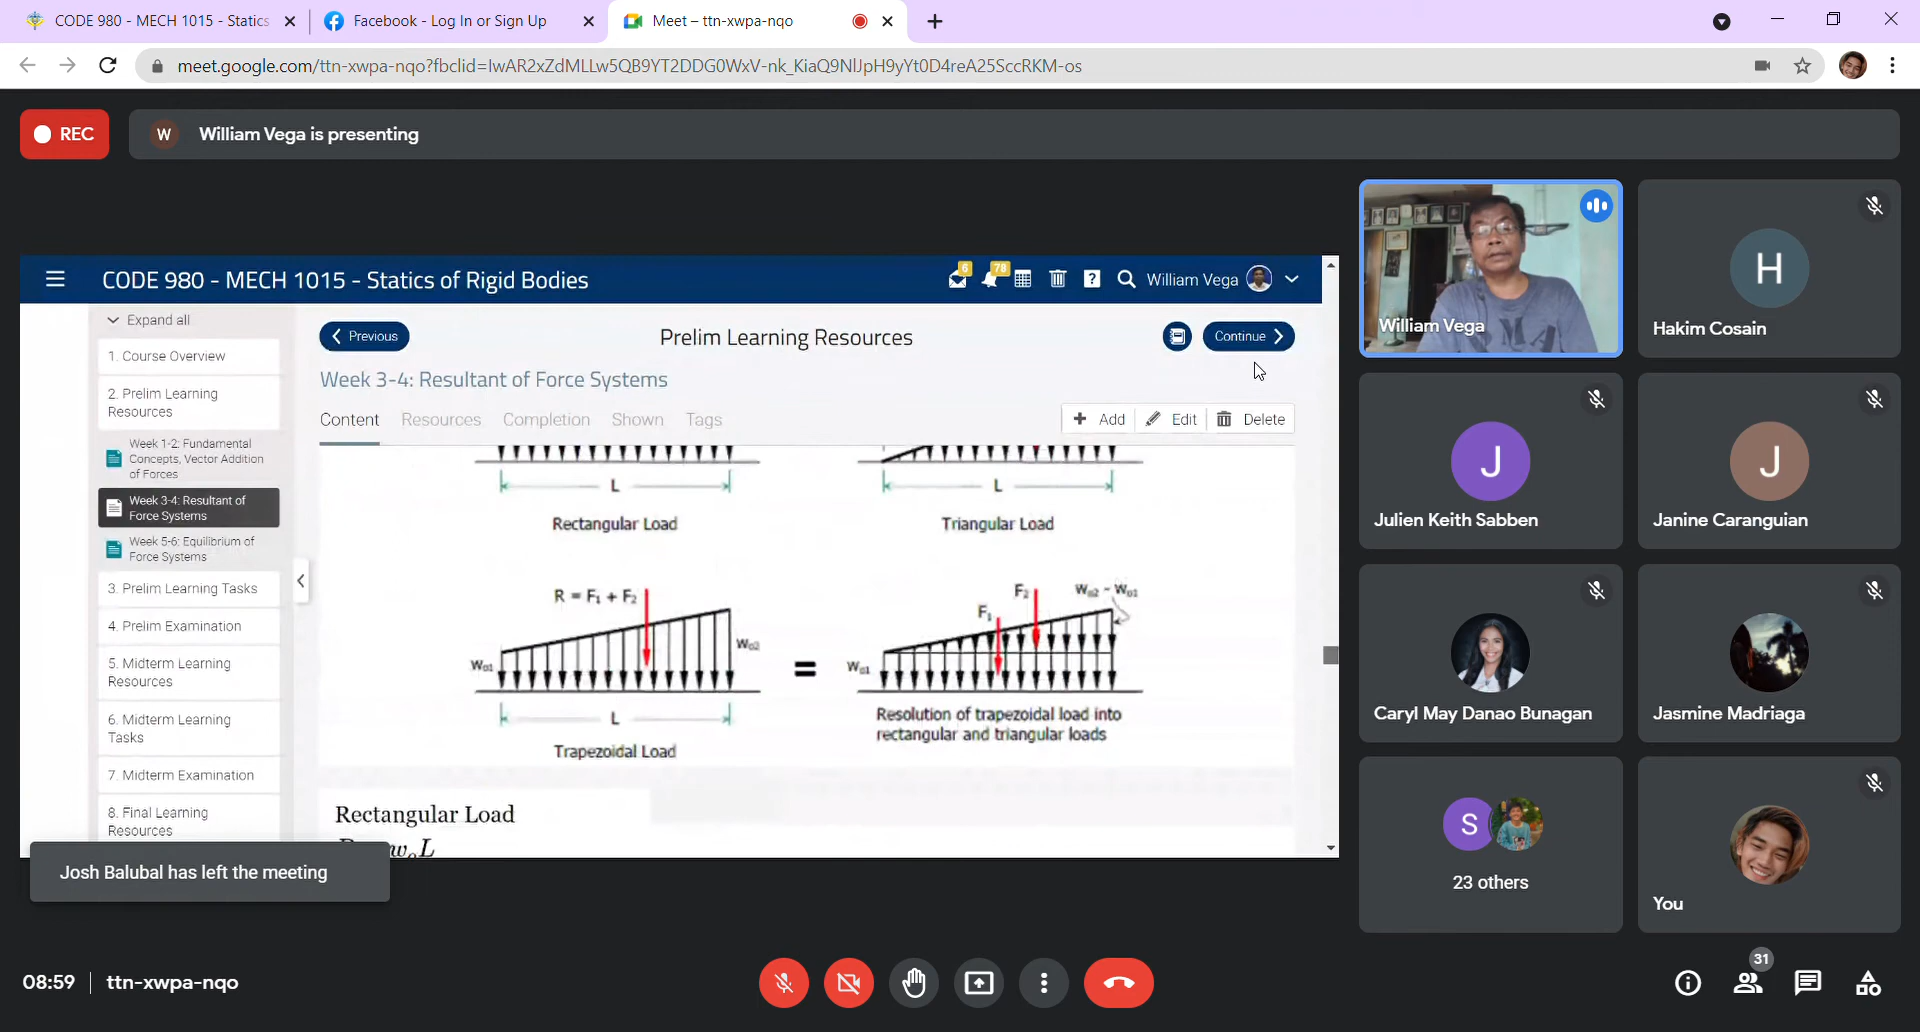 CODE 980 - MECH 1015 - Statics
Facebook - Log In or Sign Up
Meet – ttn-xwpa-nqo
meet.google.com/ttn-xwpa-nqo?fbclid=IwAR2xZdMLLw5QB9YT2DDG0WxV-nk_KiaQ9NlJpH9yYt0D4reA25SccRKM-os
REC
W
William Vega is presenting
CODE 980 - MECH 1015 - Statics of Rigid Bodies
6
78
?
William Vega
Expand all
1. Course Overview
2. Prelim Learning
Resources
Week 1-2: Fundamental
Concepts, Vector Addition
of Forces
Week 3-4: Resultant of
Force Systems
Week 5-6: Equilibrium of
Force Systems
3. Prelim Learning Tasks
4. Prelim Examination
5. Midterm Learning
Resources
6. Midterm Learning
Tasks
7. Midterm Examination
8. Final Learning
Resources
Previous
Prelim Learning Resources
Continue
Week 3-4: Resultant of Force Systems
Content Resources Completion Shown Tags
Add Edit Delete
L
L
Rectangular Load
Triangular Load
R = F₁ + F₂
Wo1
Wo2
L
Trapezoidal Load
=
F₁
F₂
Wo2 - Wo1
Wo1
Resolution of trapezoidal load into
rectangular and triangular loads
Rectangular Load
wₒL
Josh Balubal has left the meeting
William Vega
H
Hakim Cosain
J
Julien Keith Sabben
J
Janine Caranguian
Caryl May Danao Bunagan
Jasmine Madriaga
S
23 others
You
08:59 | ttn-xwpa-nqo
31